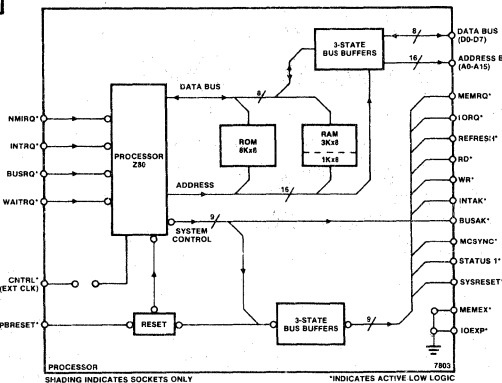 3-STATE
BUS BUFFERS
8
DATA BUS
(D0-D7)
16
ADDRESS B
(A0-A15)
DATA BUS
8
MEMRQ*
IORQ*
REFRESH*
RD*
WR*
INTAK*
BUSAK*
MCSYNC*
STATUS 1*
SYSRESET*
MEMEX*
IOEXP*
NMIRQ*
INTRQ*
BUSRQ*
WAITRQ*
PROCESSOR
Z80
ROM
8Kx8
RAM
3Kx8
1Kx8
ADDRESS
16
9
SYSTEM
CONTROL
CNTRL*
(EXT CLK)
PBRESET*
RESET
3-STATE
BUS BUFFERS
9
PROCESSOR
7803
SHADING INDICATES SOCKETS ONLY
*INDICATES ACTIVE LOW LOGIC